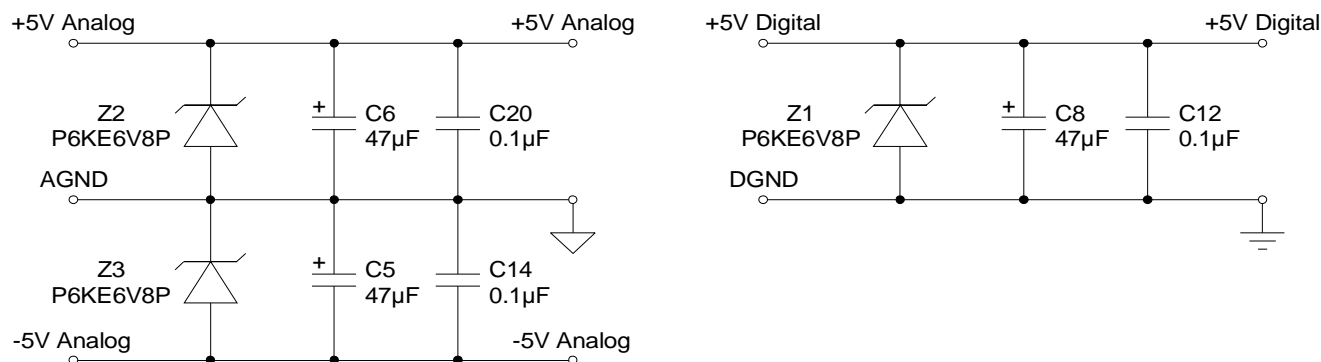 +5V Analog
+5V Analog
Z2
P6KE6V8P
+
C6
47µF
C20
0.1µF
AGND
Z3
P6KE6V8P
+
C5
47µF
C14
0.1µF
-5V Analog
-5V Analog
+5V Digital
+5V Digital
Z1
P6KE6V8P
+
C8
47µF
C12
0.1µF
DGND